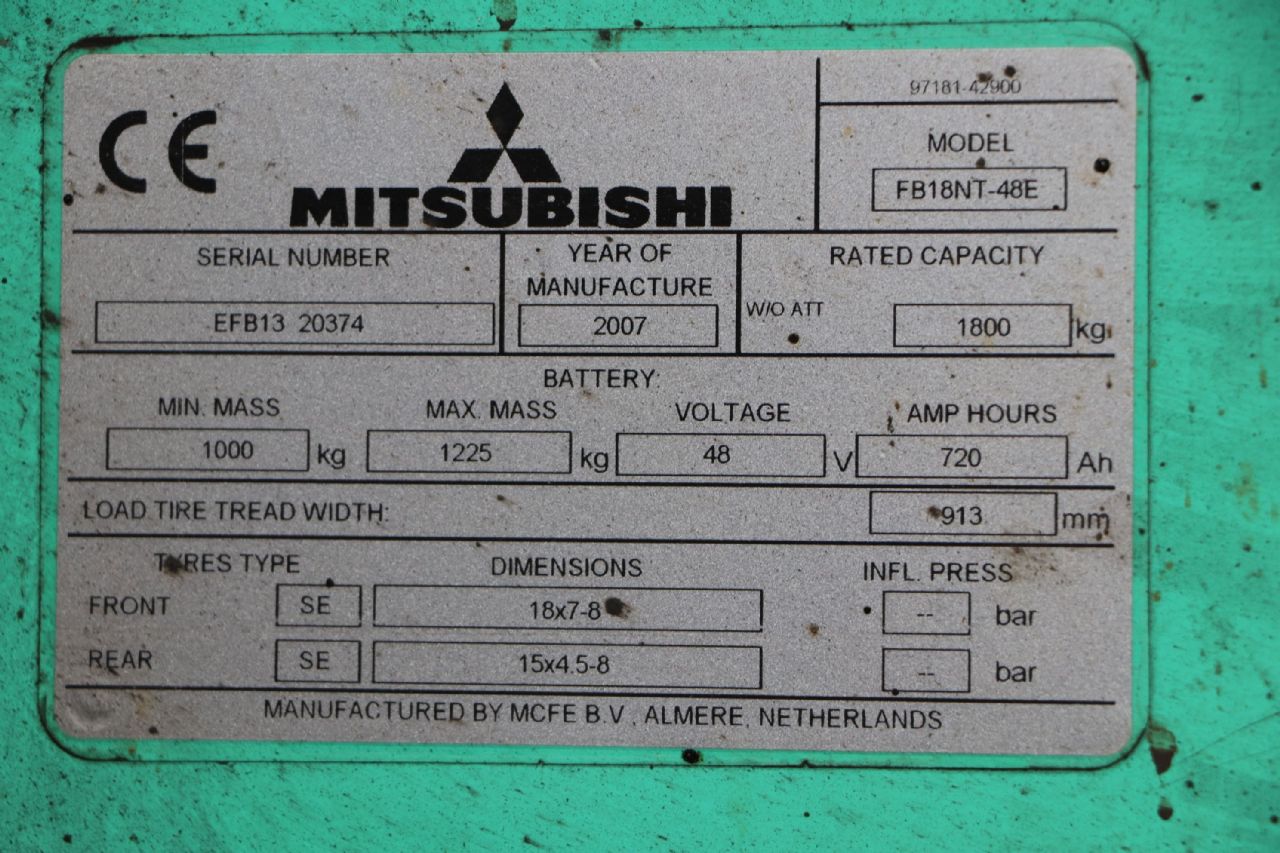 CE
97181-42900
MODEL
FB18NT-48E
MITSUBISHI
SERIAL NUMBER
EFB13 20374
YEAR OF
MANUFACTURE
2007
RATED CAPACITY
W/O ATT 1800 kg
BATTERY:
MIN. MASS MAX. MASS VOLTAGE AMP HOURS
1000 kg 1225 kg 48 V 720 Ah
LOAD TIRE TREAD WIDTH: 913 mm
TYRES TYPE DIMENSIONS INFL. PRESS
FRONT SE 18x7-8 -- bar
REAR SE 15x4.5-8 -- bar
MANUFACTURED BY MCFE B.V., ALMERE, NETHERLANDS